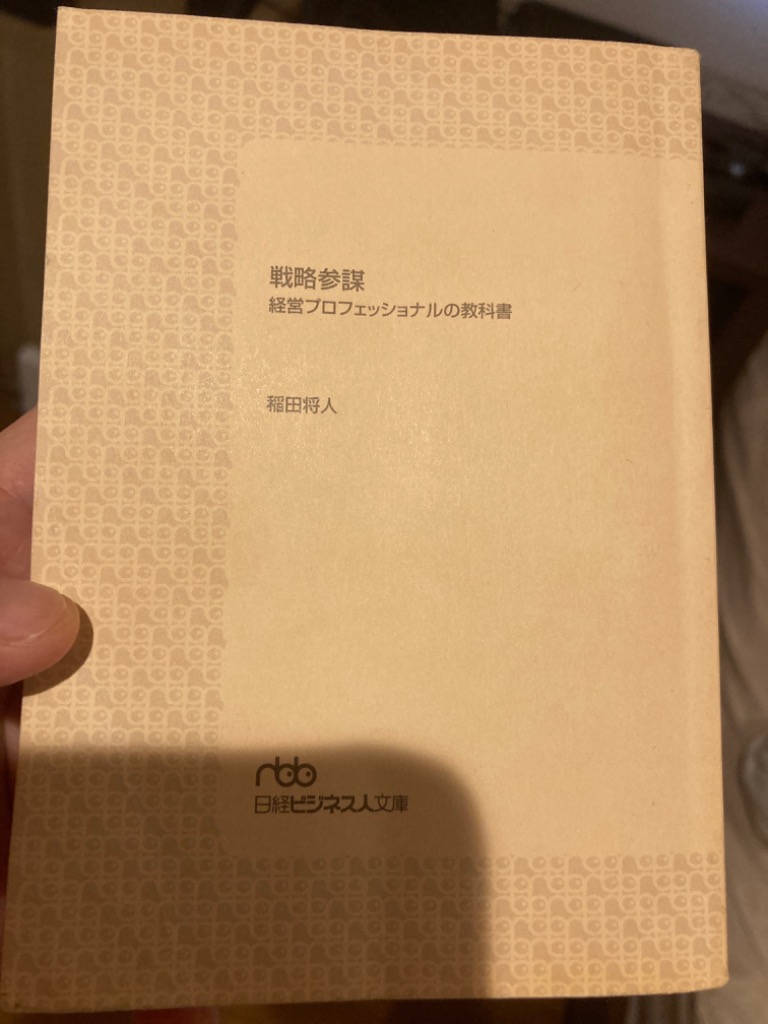 戦略参謀
経営プロフェッショナルの教科書
稲田将人
nbb
日経ビジネス人文庫